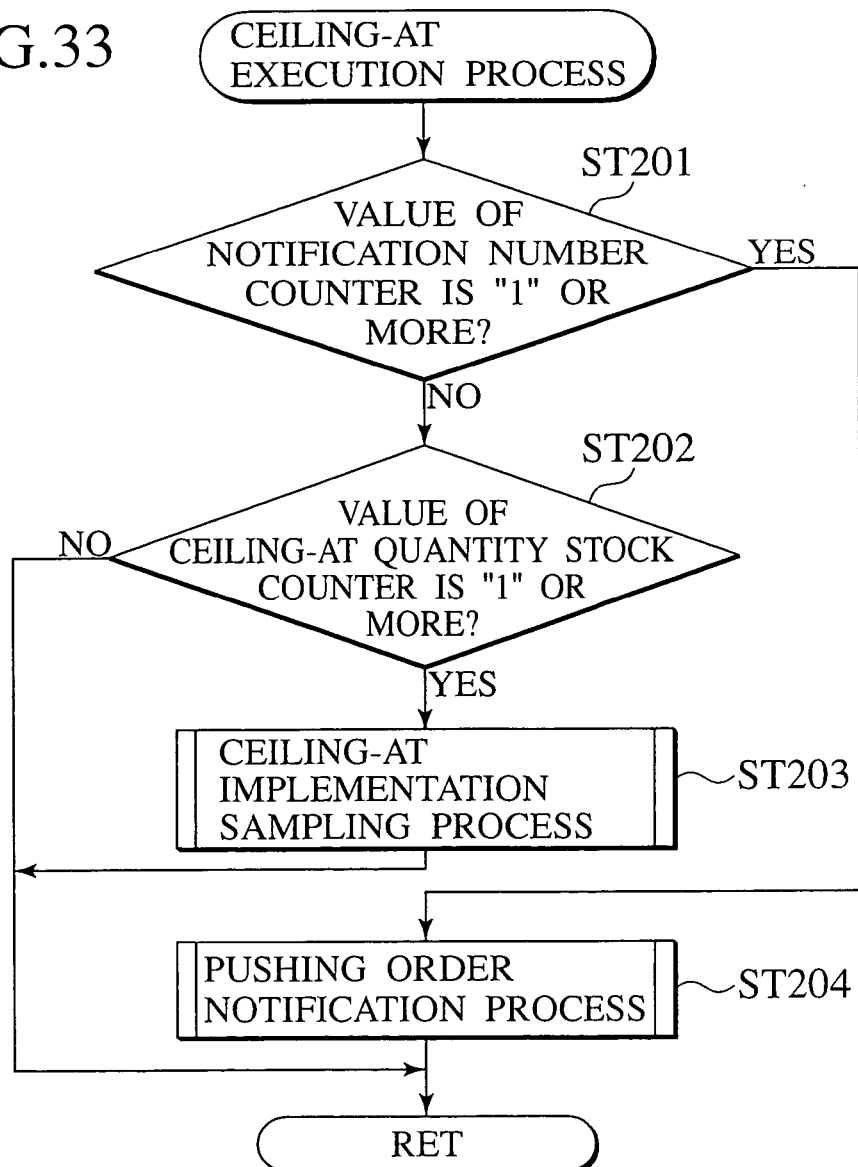 G.33
CEILING-AT
EXECUTION PROCESS
ST201
VALUE OF
NOTIFICATION NUMBER
COUNTER IS "1" OR
MORE?
YES
NO
ST202
VALUE OF
CEILING-AT QUANTITY STOCK
COUNTER IS "1" OR
MORE?
NO
YES
CEILING-AT
IMPLEMENTATION
SAMPLING PROCESS
ST203
PUSHING ORDER
NOTIFICATION PROCESS
ST204
RET